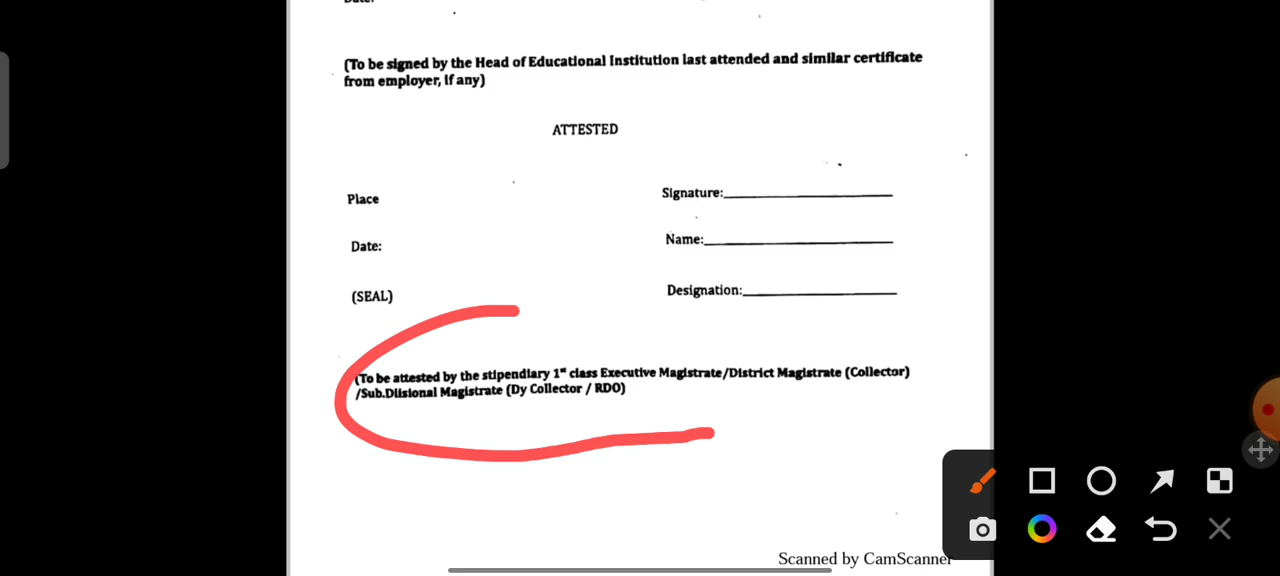 (To be signed by the Head of Educational Institution last attended and similar certificate
from employer, if any)
ATTESTED
Place
Signature:
Date:
Name:
(SEAL)
Designation:
(To be attested by the stipendiary 1st class Executive Magistrate/District Magistrate (Collector)
/Sub.Diisional Magistrate (Dy Collector / RDO)
Scanned by CamScanner